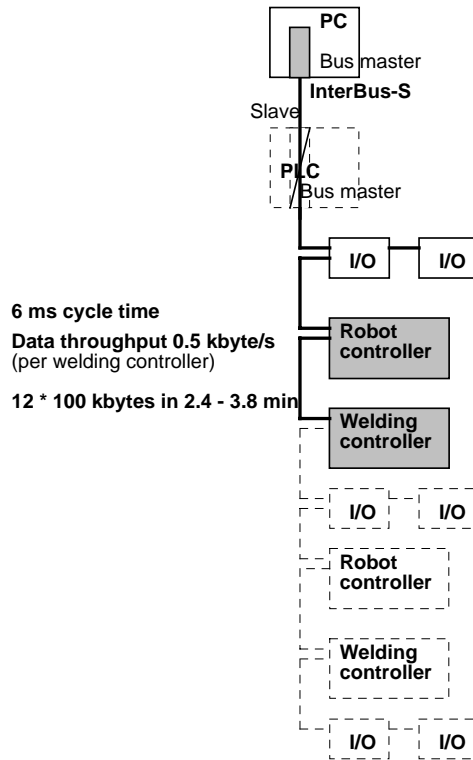 PC
Bus master
InterBus-S
Slave
PLC
Bus master
I/O I/O
6 ms cycle time
Data throughput 0.5 kbyte/s
(per welding controller)
12 * 100 kbytes in 2.4 - 3.8 min
Robot
controller
Welding
controller
I/O I/O
Robot
controller
Welding
controller
I/O I/O